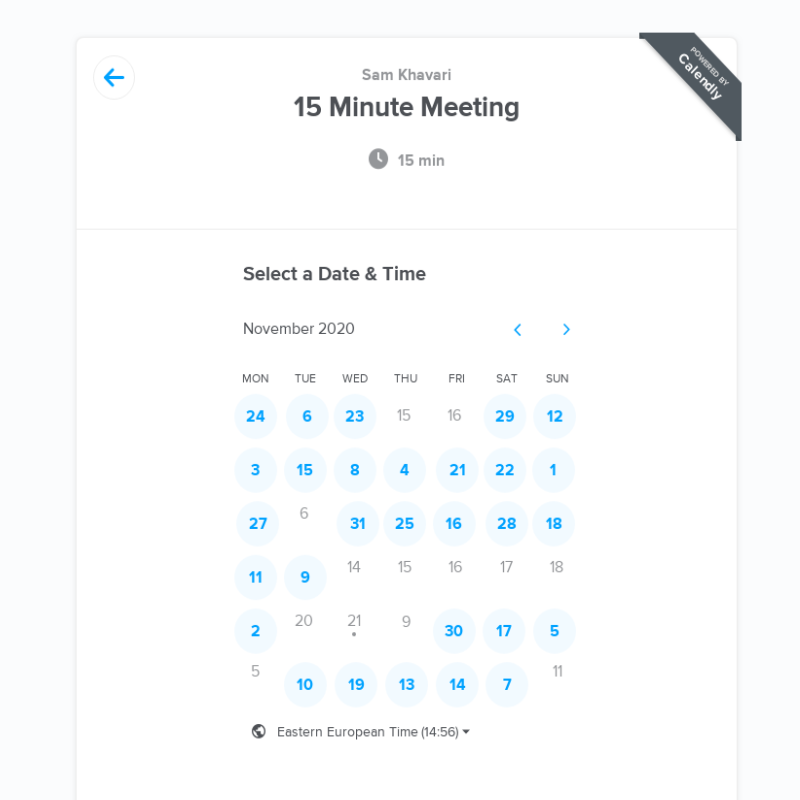 POWERED BY
Calendly
Sam Khavari
15 Minute Meeting
15 min
Select a Date & Time
November 2020
MON TUE WED THU FRI SAT SUN
24 6 23 15 16 29 12
3 15 8 4 21 22 1
27 6 31 25 16 28 18
11 9 14 15 16 17 18
2 20 21 9 30 17 5
5 10 19 13 14 7 11
Eastern European Time (14:56)